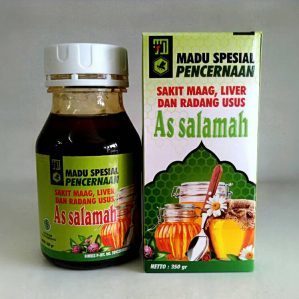 MADU SPESIAL
PENCERNAAN
SAKIT MAAG, LIVER
DAN RADANG USUS
As salamah
MADU SPESIAL
PENCERNAAN
SAKIT MAAG, LIVER
DAN RADANG USUS
As salamah
NETTO : 350 gr